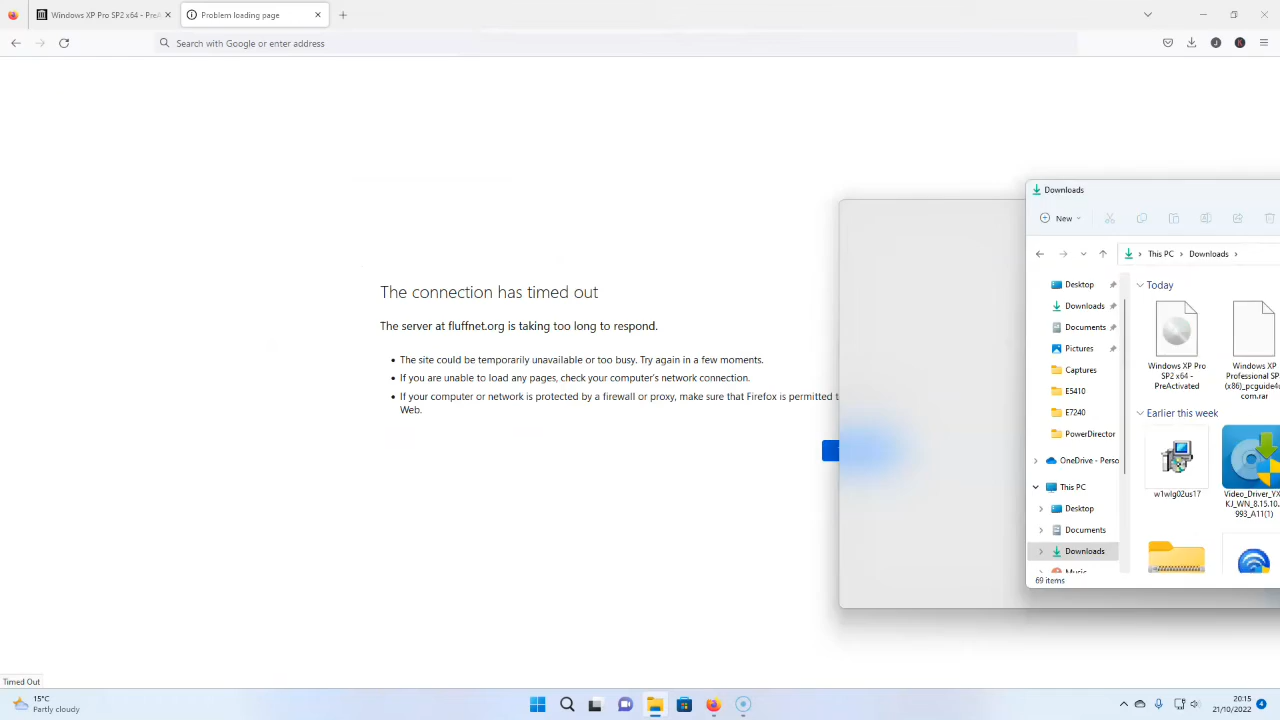 Windows XP Pro SP2 x64 - PreA
Problem loading page
Search with Google or enter address
The connection has timed out
The server at fluffnet.org is taking too long to respond.
The site could be temporarily unavailable or too busy. Try again in a few moments.
If you are unable to load any pages, check your computer's network connection.
If your computer or network is protected by a firewall or proxy, make sure that Firefox is permitted t
Web.
Downloads
New
This PC
Downloads
Desktop
Downloads
Documents
Pictures
Captures
E5410
E7240
PowerDirector
OneDrive - Perso
This PC
Desktop
Documents
Downloads
Today
Windows XP Pro
SP2 x64 -
PreActivated
Windows XP
Professional SP
(x86)_pcguide4u
com.rar
Earlier this week
w1wlg02us17
Video_Driver_YX
KJ_WN_8.15.10.
993_A11(1)
69 items
Timed Out
15°C
Partly cloudy
20:15
21/10/2022
4